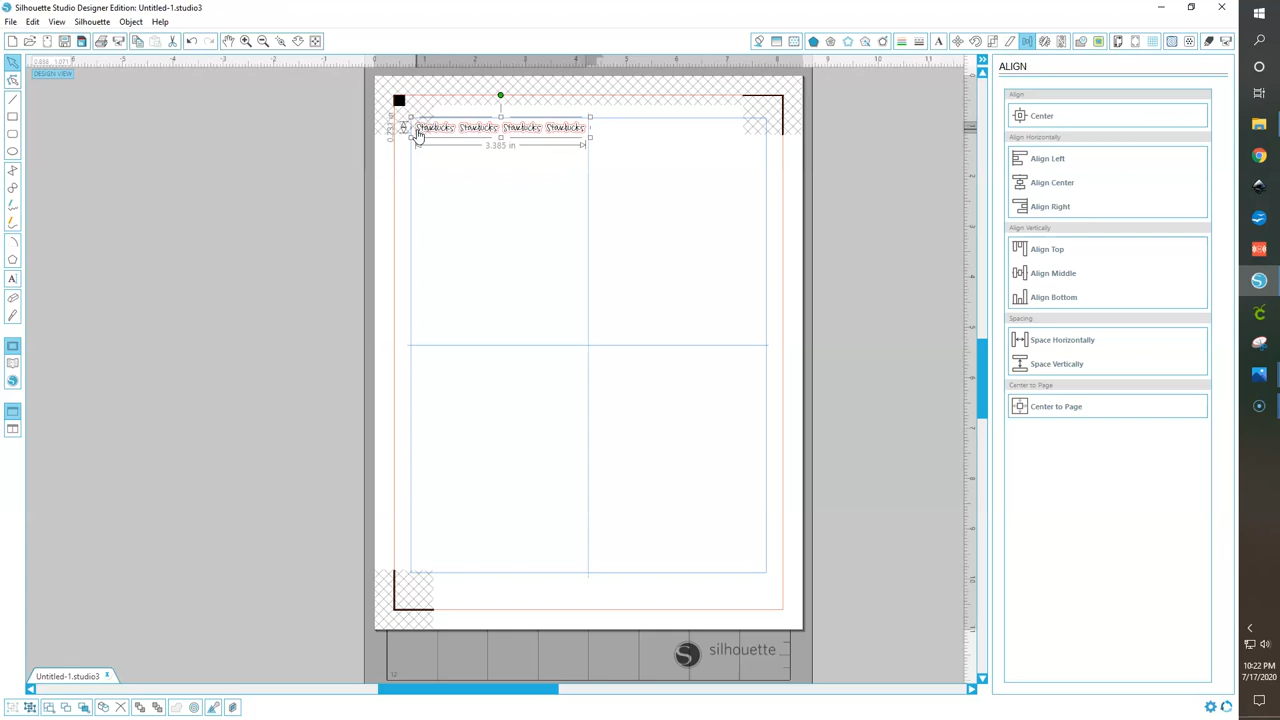 Silhouette Studio Designer Edition: Untitled-1.studio3
File Edit View Silhouette Object Help
DESIGN VIEW
Starbucks Starbucks Starbucks Starbucks
3.385 in
silhouette
12
Untitled-1.studio3 x
ALIGN
Align
Center
Align Horizontally
Align Left
Align Center
Align Right
Align Vertically
Align Top
Align Middle
Align Bottom
Spacing
Space Horizontally
Space Vertically
Center to Page
Center to Page
10:22 PM
7/17/2020